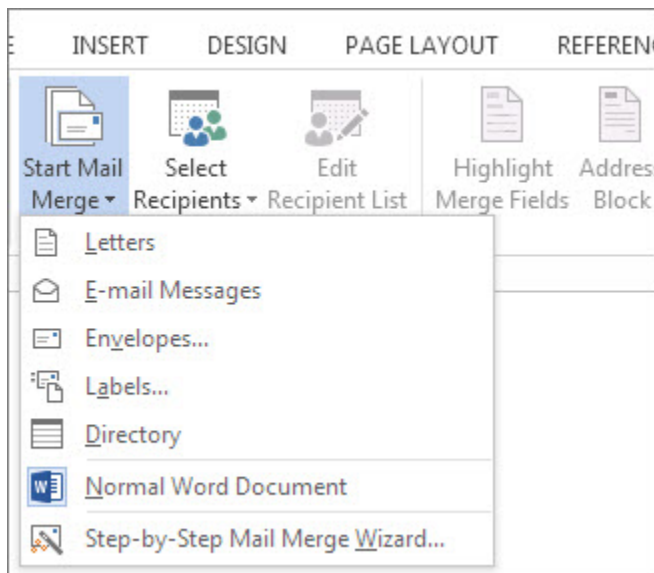 INSERT DESIGN PAGE LAYOUT
Start Mail Merge
Select Recipients
Edit Recipient List
Highlight Merge Fields
Block
Letters
E-mail Messages
Envelopes...
Labels...
Directory
Normal Word Document
Step-by-Step Mail Merge Wizard...